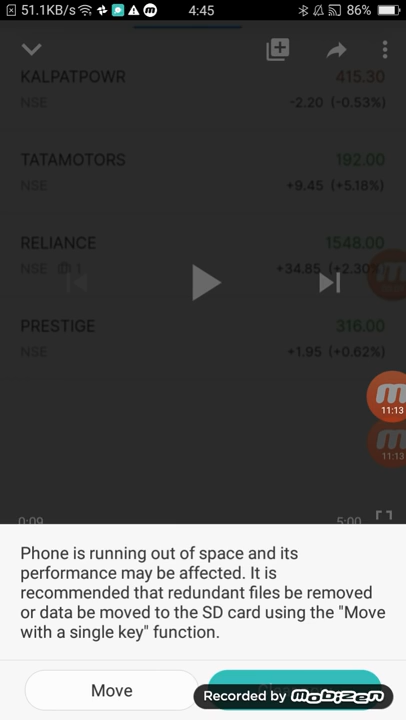 51.1KB/s 4:45 86%
KALPATPOWR 415.30
NSE -2.20 (-0.53%)
TATAMOTORS 192.00
NSE +9.45 (+5.18%)
RELIANCE 1548.00
NSE 1 +34.85 (+2.30%)
PRESTIGE 316.00
NSE +1.95 (+0.62%)
11:13
11:13
0:09 5:00
Phone is running out of space and its
performance may be affected. It is
recommended that redundant files be removed
or data be moved to the SD card using the "Move
with a single key" function.
Move
Recorded by mobizen